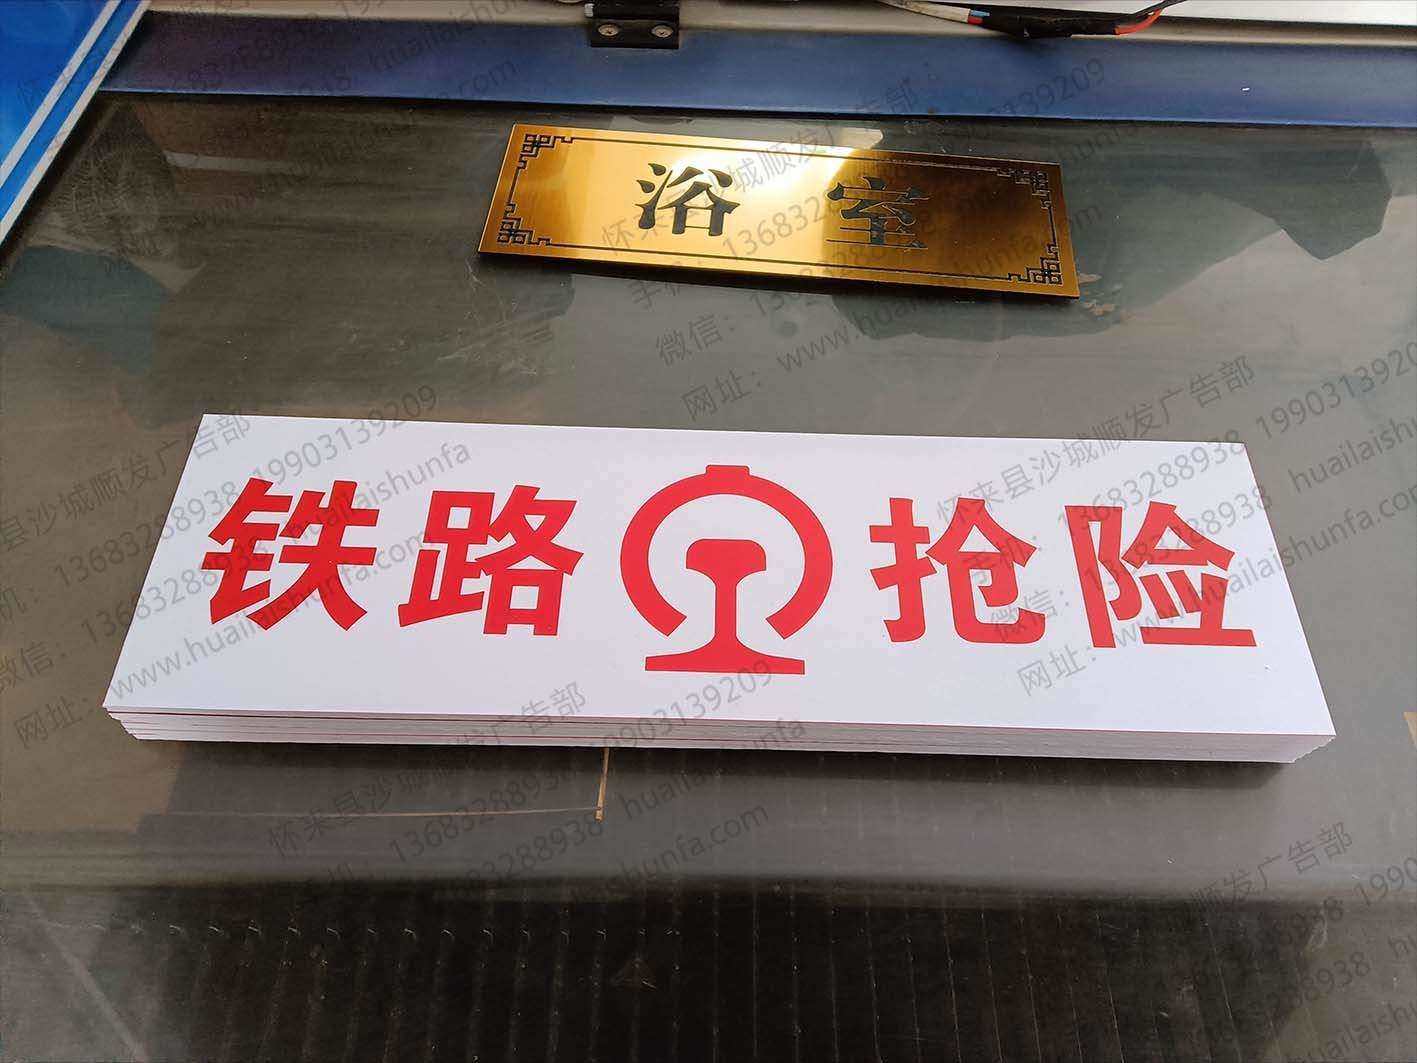 浴室
铁路 抢险
怀来县沙城顺发广告部
手机：13683288938 19903139209
微信：13683288938 huailaishunfa
网址：www.huailaishunfa.com